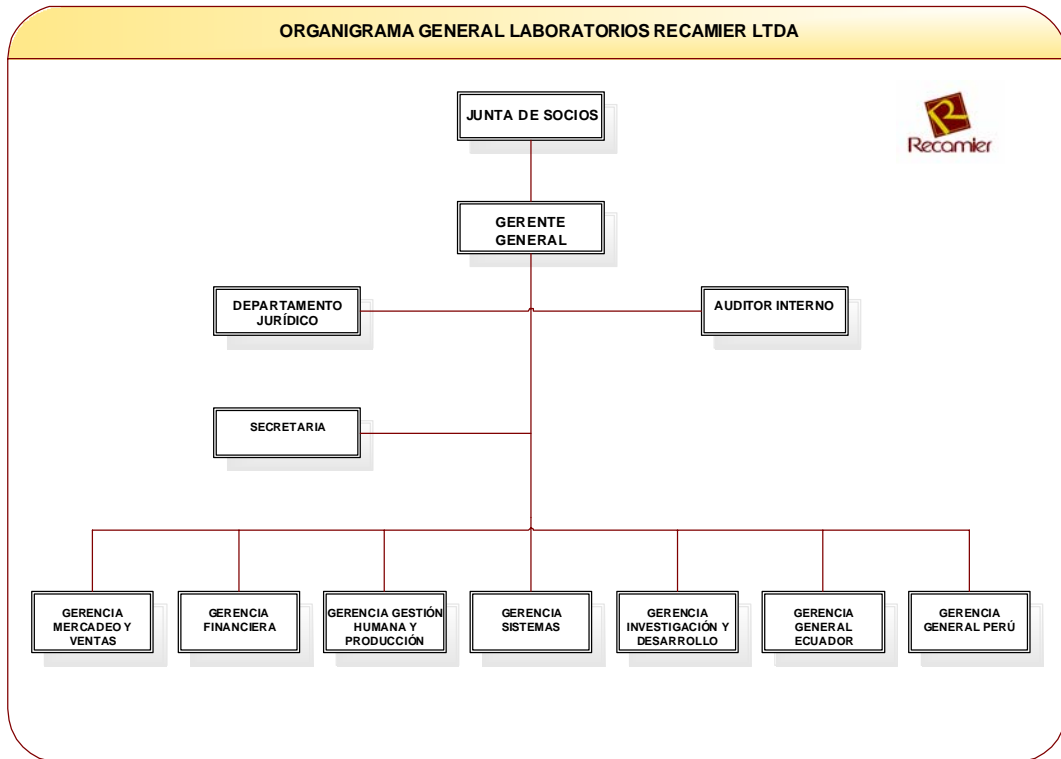 ORGANIGRAMA GENERAL LABORATORIOS RECAMIER LTDA
JUNTA DE SOCIOS
Recamier
GERENTE
GENERAL
DEPARTAMENTO
JURÍDICO
AUDITOR INTERNO
SECRETARIA
GERENCIA
MERCADEO Y
VENTAS
GERENCIA
FINANCIERA
GERENCIA GESTIÓN
HUMANA Y
PRODUCCIÓN
GERENCIA
SISTEMAS
GERENCIA
INVESTIGACIÓN Y
DESARROLLO
GERENCIA
GENERAL
ECUADOR
GERENCIA
GENERAL PERÚ